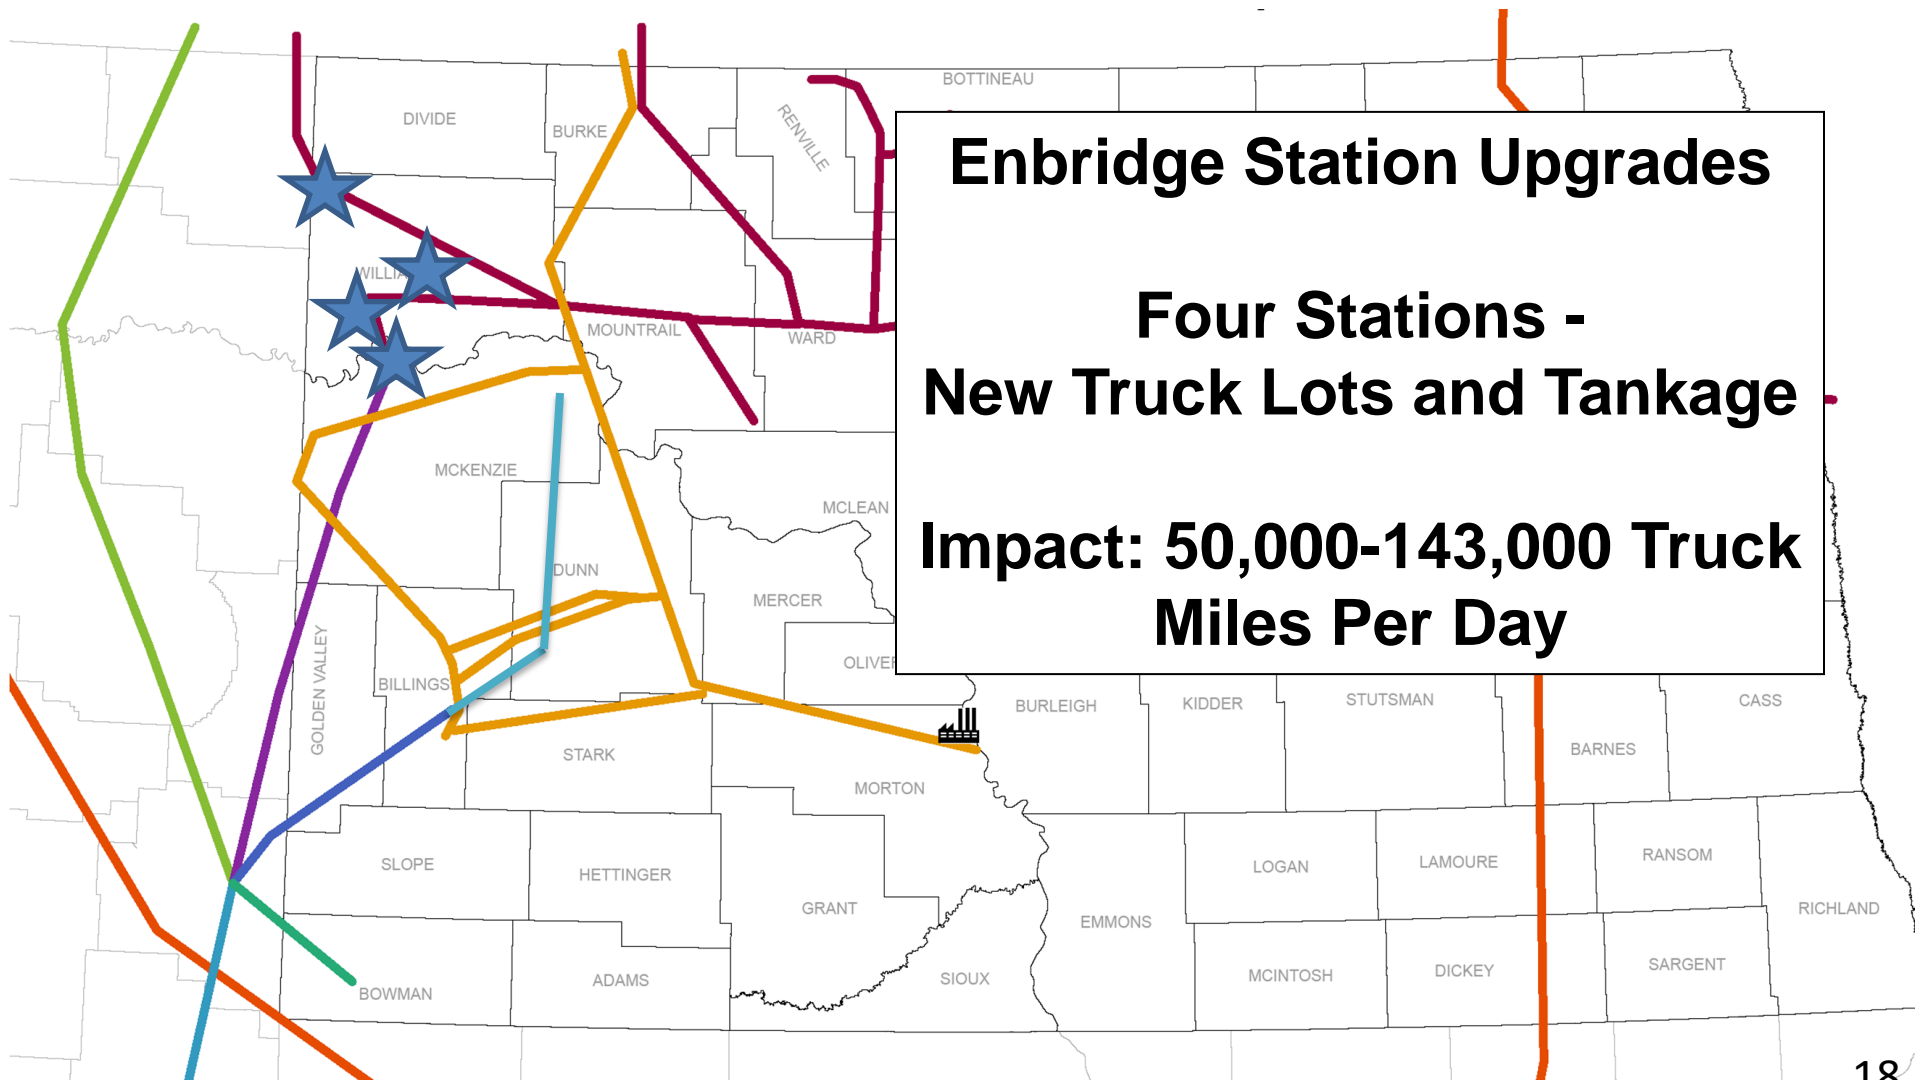 BOTTINEAU
DIVIDE
BURKE
RENVILLE
Enbridge Station Upgrades
Four Stations -
New Truck Lots and Tankage
Impact: 50,000-143,000 Truck
Miles Per Day
MOUNTRAIL
WARD
MCKENZIE
MCLEAN
DUNN
MERCER
GOLDEN VALLEY
BILLINGS
BURLEIGH
KIDDER
STUTSMAN
CASS
STARK
BARNES
MORTON
SLOPE
HETTINGER
LOGAN
LAMOURE
RANSOM
GRANT
EMMONS
RICHLAND
BOWMAN
ADAMS
SIOUX
MCINTOSH
DICKEY
SARGENT
18